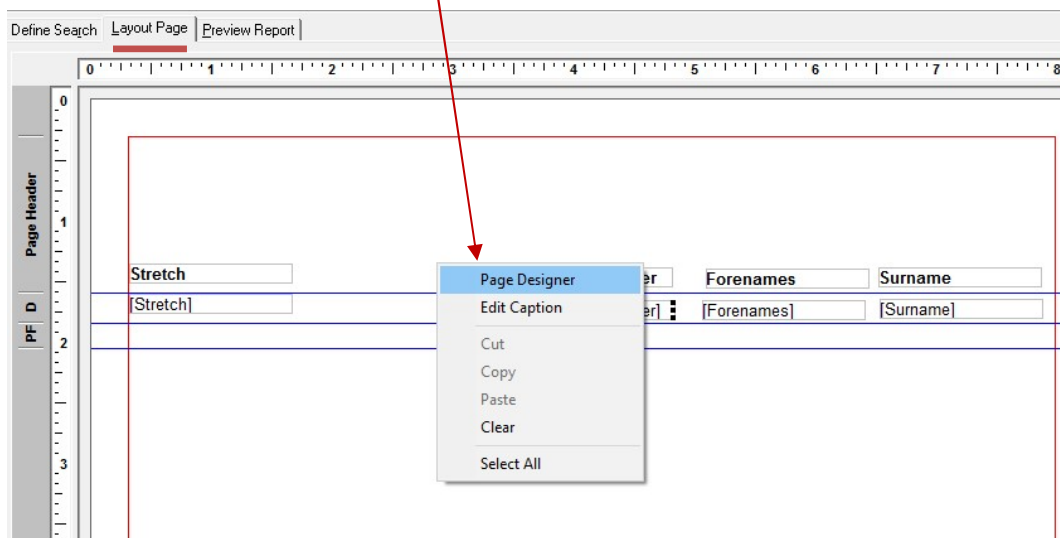 Define Search Layout Page Preview Report
0 1 2 3 4 5 6 7 8
0
Page Header
1
Stretch Page Designer er Forenames Surname
D [Stretch] Edit Caption er] [Forenames] [Surname]
PF
2 Cut
Copy
Paste
Clear
3 Select All